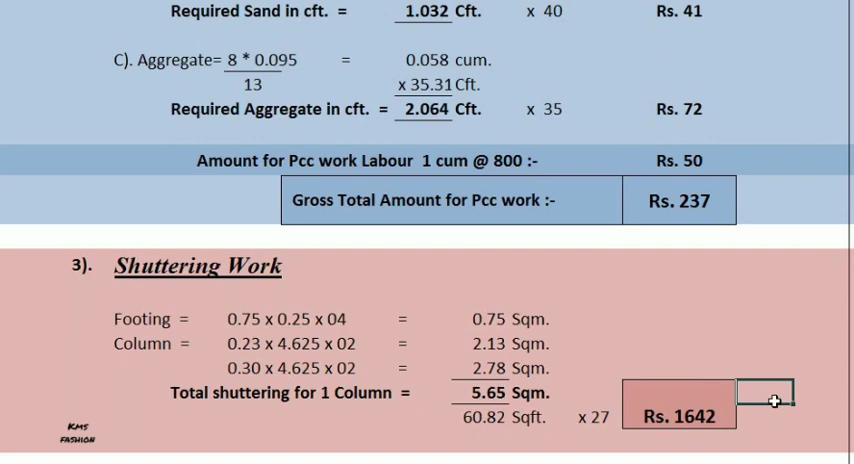 Required Sand in cft. = 1.032 Cft. x 40 Rs. 41
C). Aggregate= 8 * 0.095 = 0.058 cum.
13 x 35.31 Cft.
Required Aggregate in cft. = 2.064 Cft. x 35 Rs. 72
Amount for Pcc work Labour 1 cum @ 800 :- Rs. 50
Gross Total Amount for Pcc work :- Rs. 237
3). Shuttering Work
Footing = 0.75 x 0.25 x 04 = 0.75 Sqm.
Column = 0.23 x 4.625 x 02 = 2.13 Sqm.
0.30 x 4.625 x 02 = 2.78 Sqm.
Total shuttering for 1 Column = 5.65 Sqm.
60.82 Sqft. x 27 Rs. 1642
KMS
FASHION